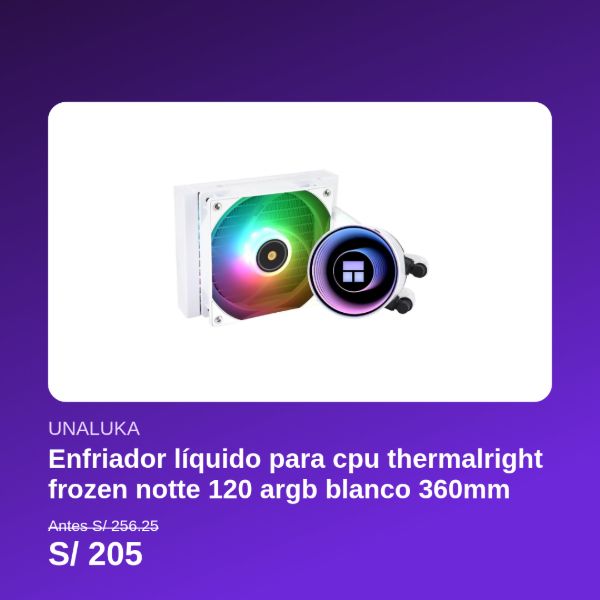 UNALUKA
Enfriador líquido para cpu thermalright
frozen notte 120 argb blanco 360mm
Antes S/ 256.25
S/ 205